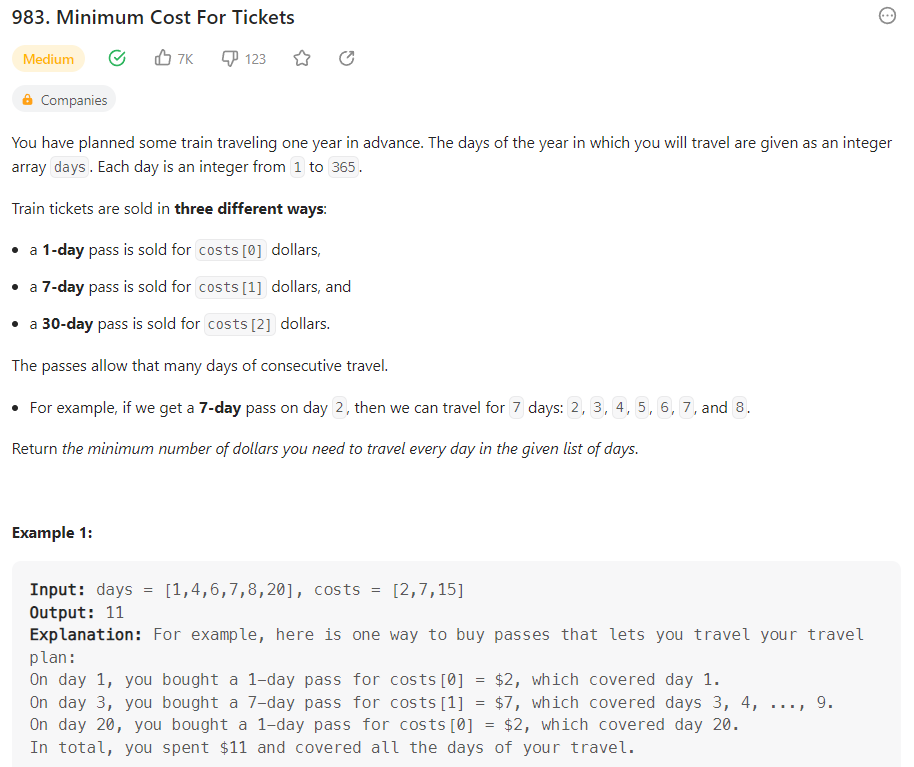 983. Minimum Cost For Tickets
Medium 7K 123
Companies
You have planned some train traveling one year in advance. The days of the year in which you will travel are given as an integer
array days. Each day is an integer from 1 to 365.
Train tickets are sold in three different ways:
• a 1-day pass is sold for costs[0] dollars,
• a 7-day pass is sold for costs[1] dollars, and
• a 30-day pass is sold for costs[2] dollars.
The passes allow that many days of consecutive travel.
• For example, if we get a 7-day pass on day 2, then we can travel for 7 days: 2, 3, 4, 5, 6, 7, and 8.
Return the minimum number of dollars you need to travel every day in the given list of days.
Example 1:
Input: days = [1,4,6,7,8,20], costs = [2,7,15]
Output: 11
Explanation: For example, here is one way to buy passes that lets you travel your travel
plan:
On day 1, you bought a 1-day pass for costs[0] = $2, which covered day 1.
On day 3, you bought a 7-day pass for costs[1] = $7, which covered days 3, 4, ..., 9.
On day 20, you bought a 1-day pass for costs[0] = $2, which covered day 20.
In total, you spent $11 and covered all the days of your travel.